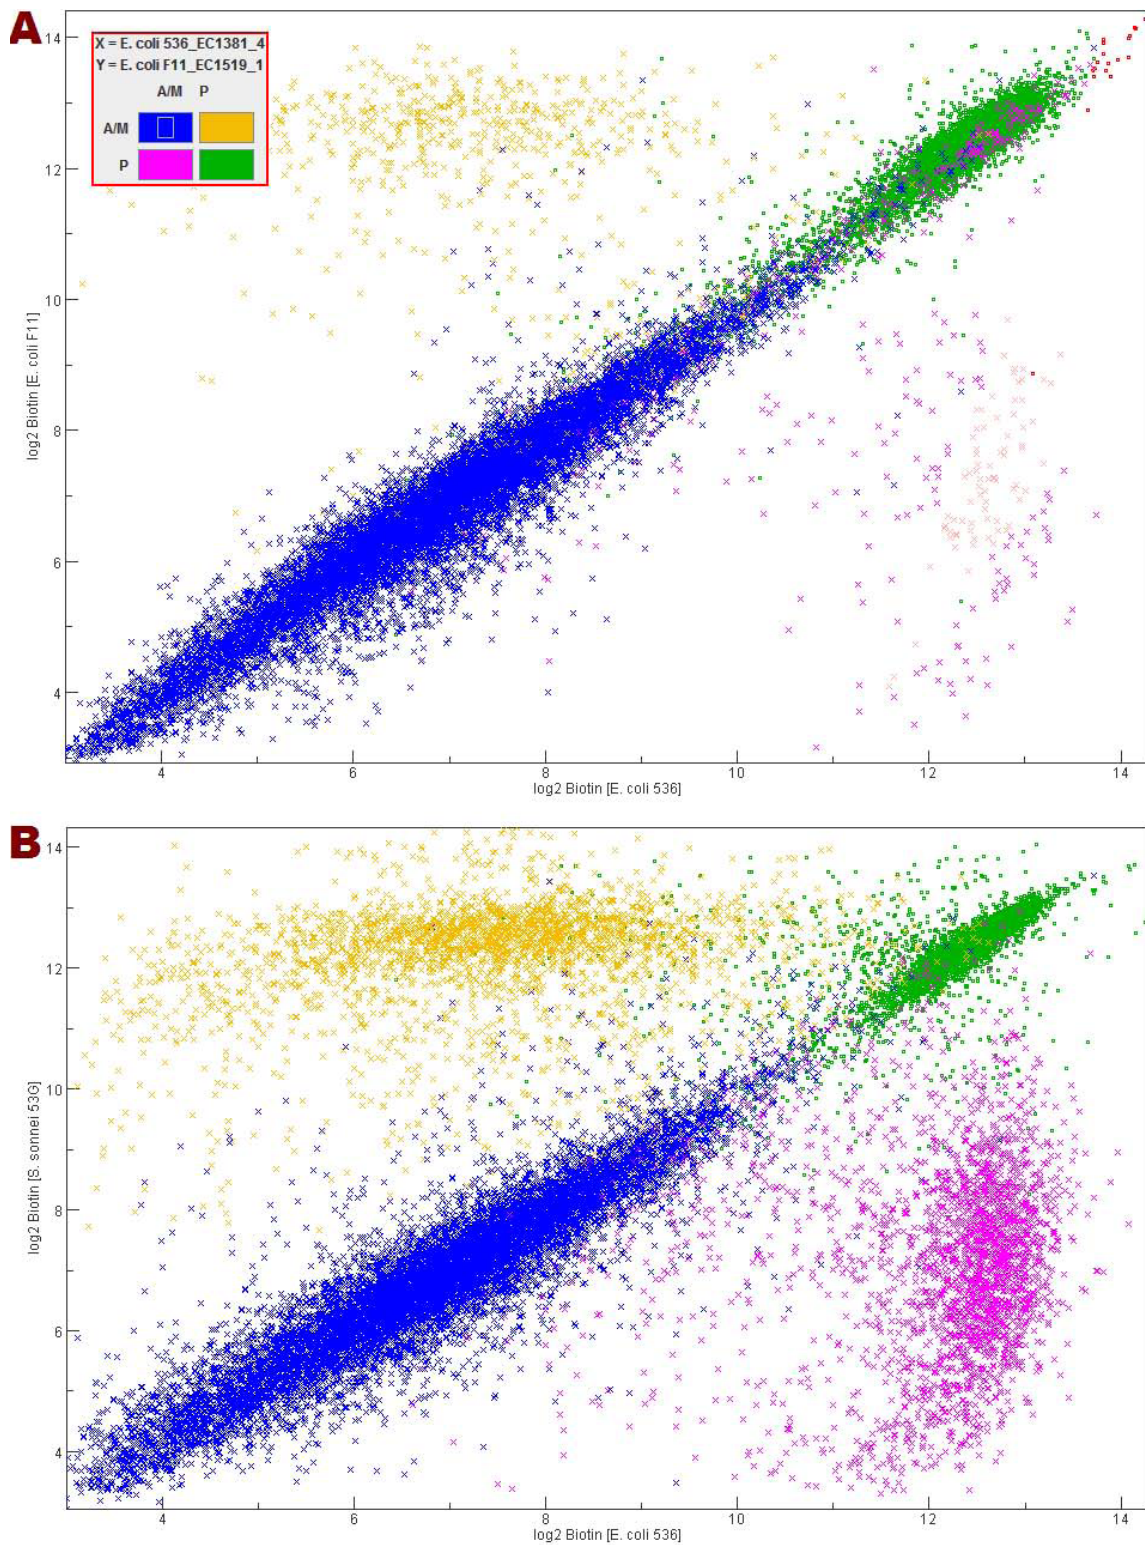 A
X = E. coli 536_EC1381_4
Y = E. coli F11_EC1519_1
A/M P
A/M
P
14
12
10
8
6
4
log2 Biotin [E. coli F11]
4 6 8 10 12 14
log2 Biotin [E. coli 536]
B
14
12
10
8
6
4
log2 Biotin [S. sonnei 53G]
4 6 8 10 12 14
log2 Biotin [E. coli 536]